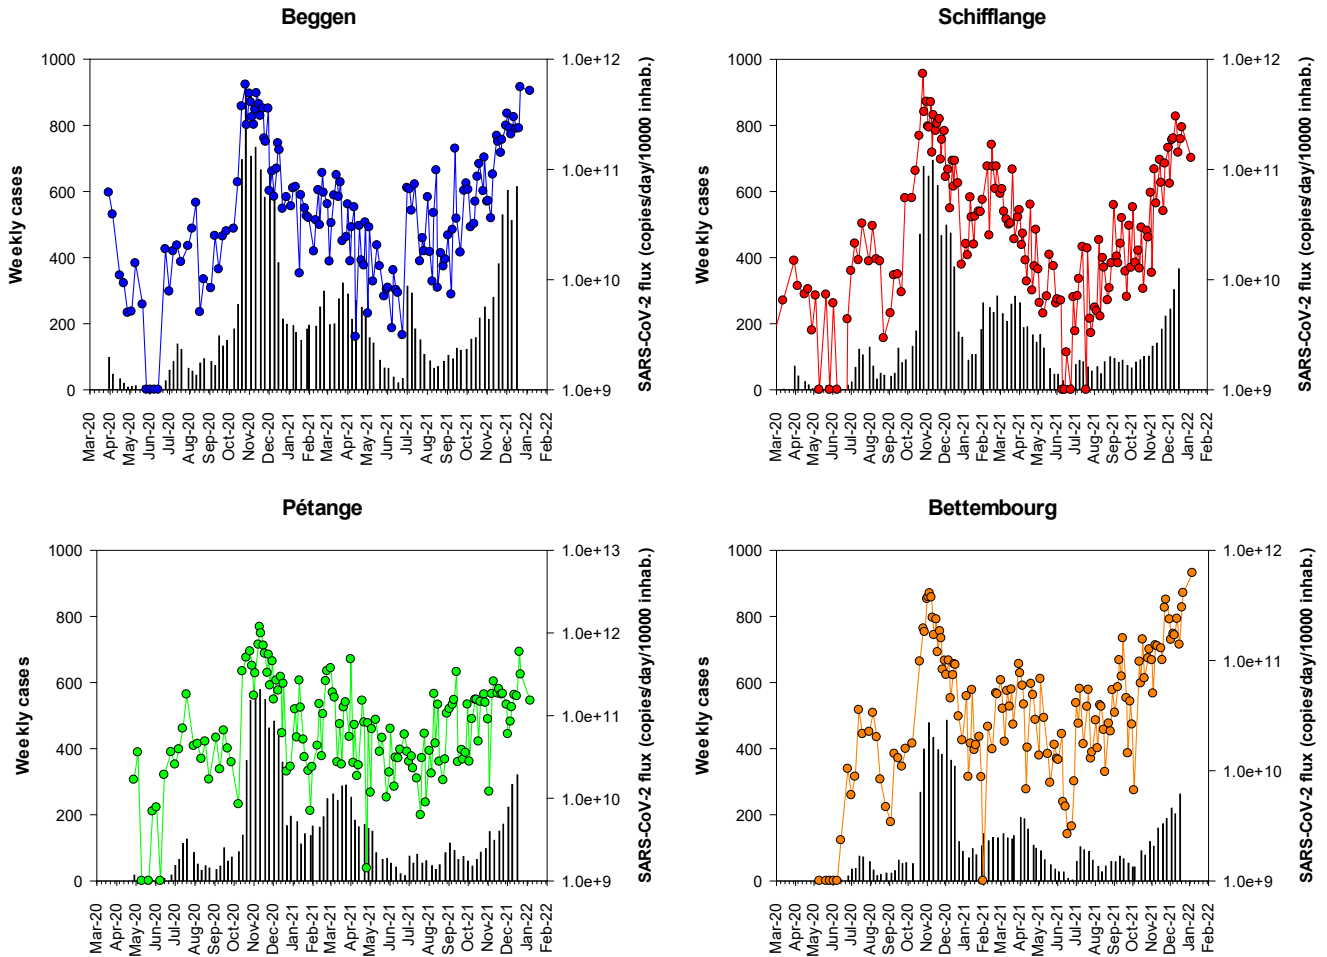 Beggen
1000
800
600
400
200
0
Weekly cases
1.0e+12
1.0e+11
1.0e+10
1.0e+9
SARS-CoV-2 flux (copies/day/10000 inhab.)
Mar-20
Apr-20
May-20
Jun-20
Jul-20
Aug-20
Sep-20
Oct-20
Nov-20
Dec-20
Jan-21
Feb-21
Mar-21
Apr-21
May-21
Jun-21
Jul-21
Aug-21
Sep-21
Oct-21
Nov-21
Dec-21
Jan-22
Feb-22
Schifflange
1000
800
600
400
200
0
Weekly cases
1.0e+12
1.0e+11
1.0e+10
1.0e+9
SARS-CoV-2 flux (copies/day/10000 inhab.)
Mar-20
Apr-20
May-20
Jun-20
Jul-20
Aug-20
Sep-20
Oct-20
Nov-20
Dec-20
Jan-21
Feb-21
Mar-21
Apr-21
May-21
Jun-21
Jul-21
Aug-21
Sep-21
Oct-21
Nov-21
Dec-21
Jan-22
Feb-22
Pétange
1000
800
600
400
200
0
Weekly cases
1.0e+13
1.0e+12
1.0e+11
1.0e+10
1.0e+9
SARS-CoV-2 flux (copies/day/10000 inhab.)
Mar-20
Apr-20
May-20
Jun-20
Jul-20
Aug-20
Sep-20
Oct-20
Nov-20
Dec-20
Jan-21
Feb-21
Mar-21
Apr-21
May-21
Jun-21
Jul-21
Aug-21
Sep-21
Oct-21
Nov-21
Dec-21
Jan-22
Feb-22
Bettembourg
1000
800
600
400
200
0
Weekly cases
1.0e+12
1.0e+11
1.0e+10
1.0e+9
SARS-CoV-2 flux (copies/day/10000 inhab.)
Mar-20
Apr-20
May-20
Jun-20
Jul-20
Aug-20
Sep-20
Oct-20
Nov-20
Dec-20
Jan-21
Feb-21
Mar-21
Apr-21
May-21
Jun-21
Jul-21
Aug-21
Sep-21
Oct-21
Nov-21
Dec-21
Jan-22
Feb-22